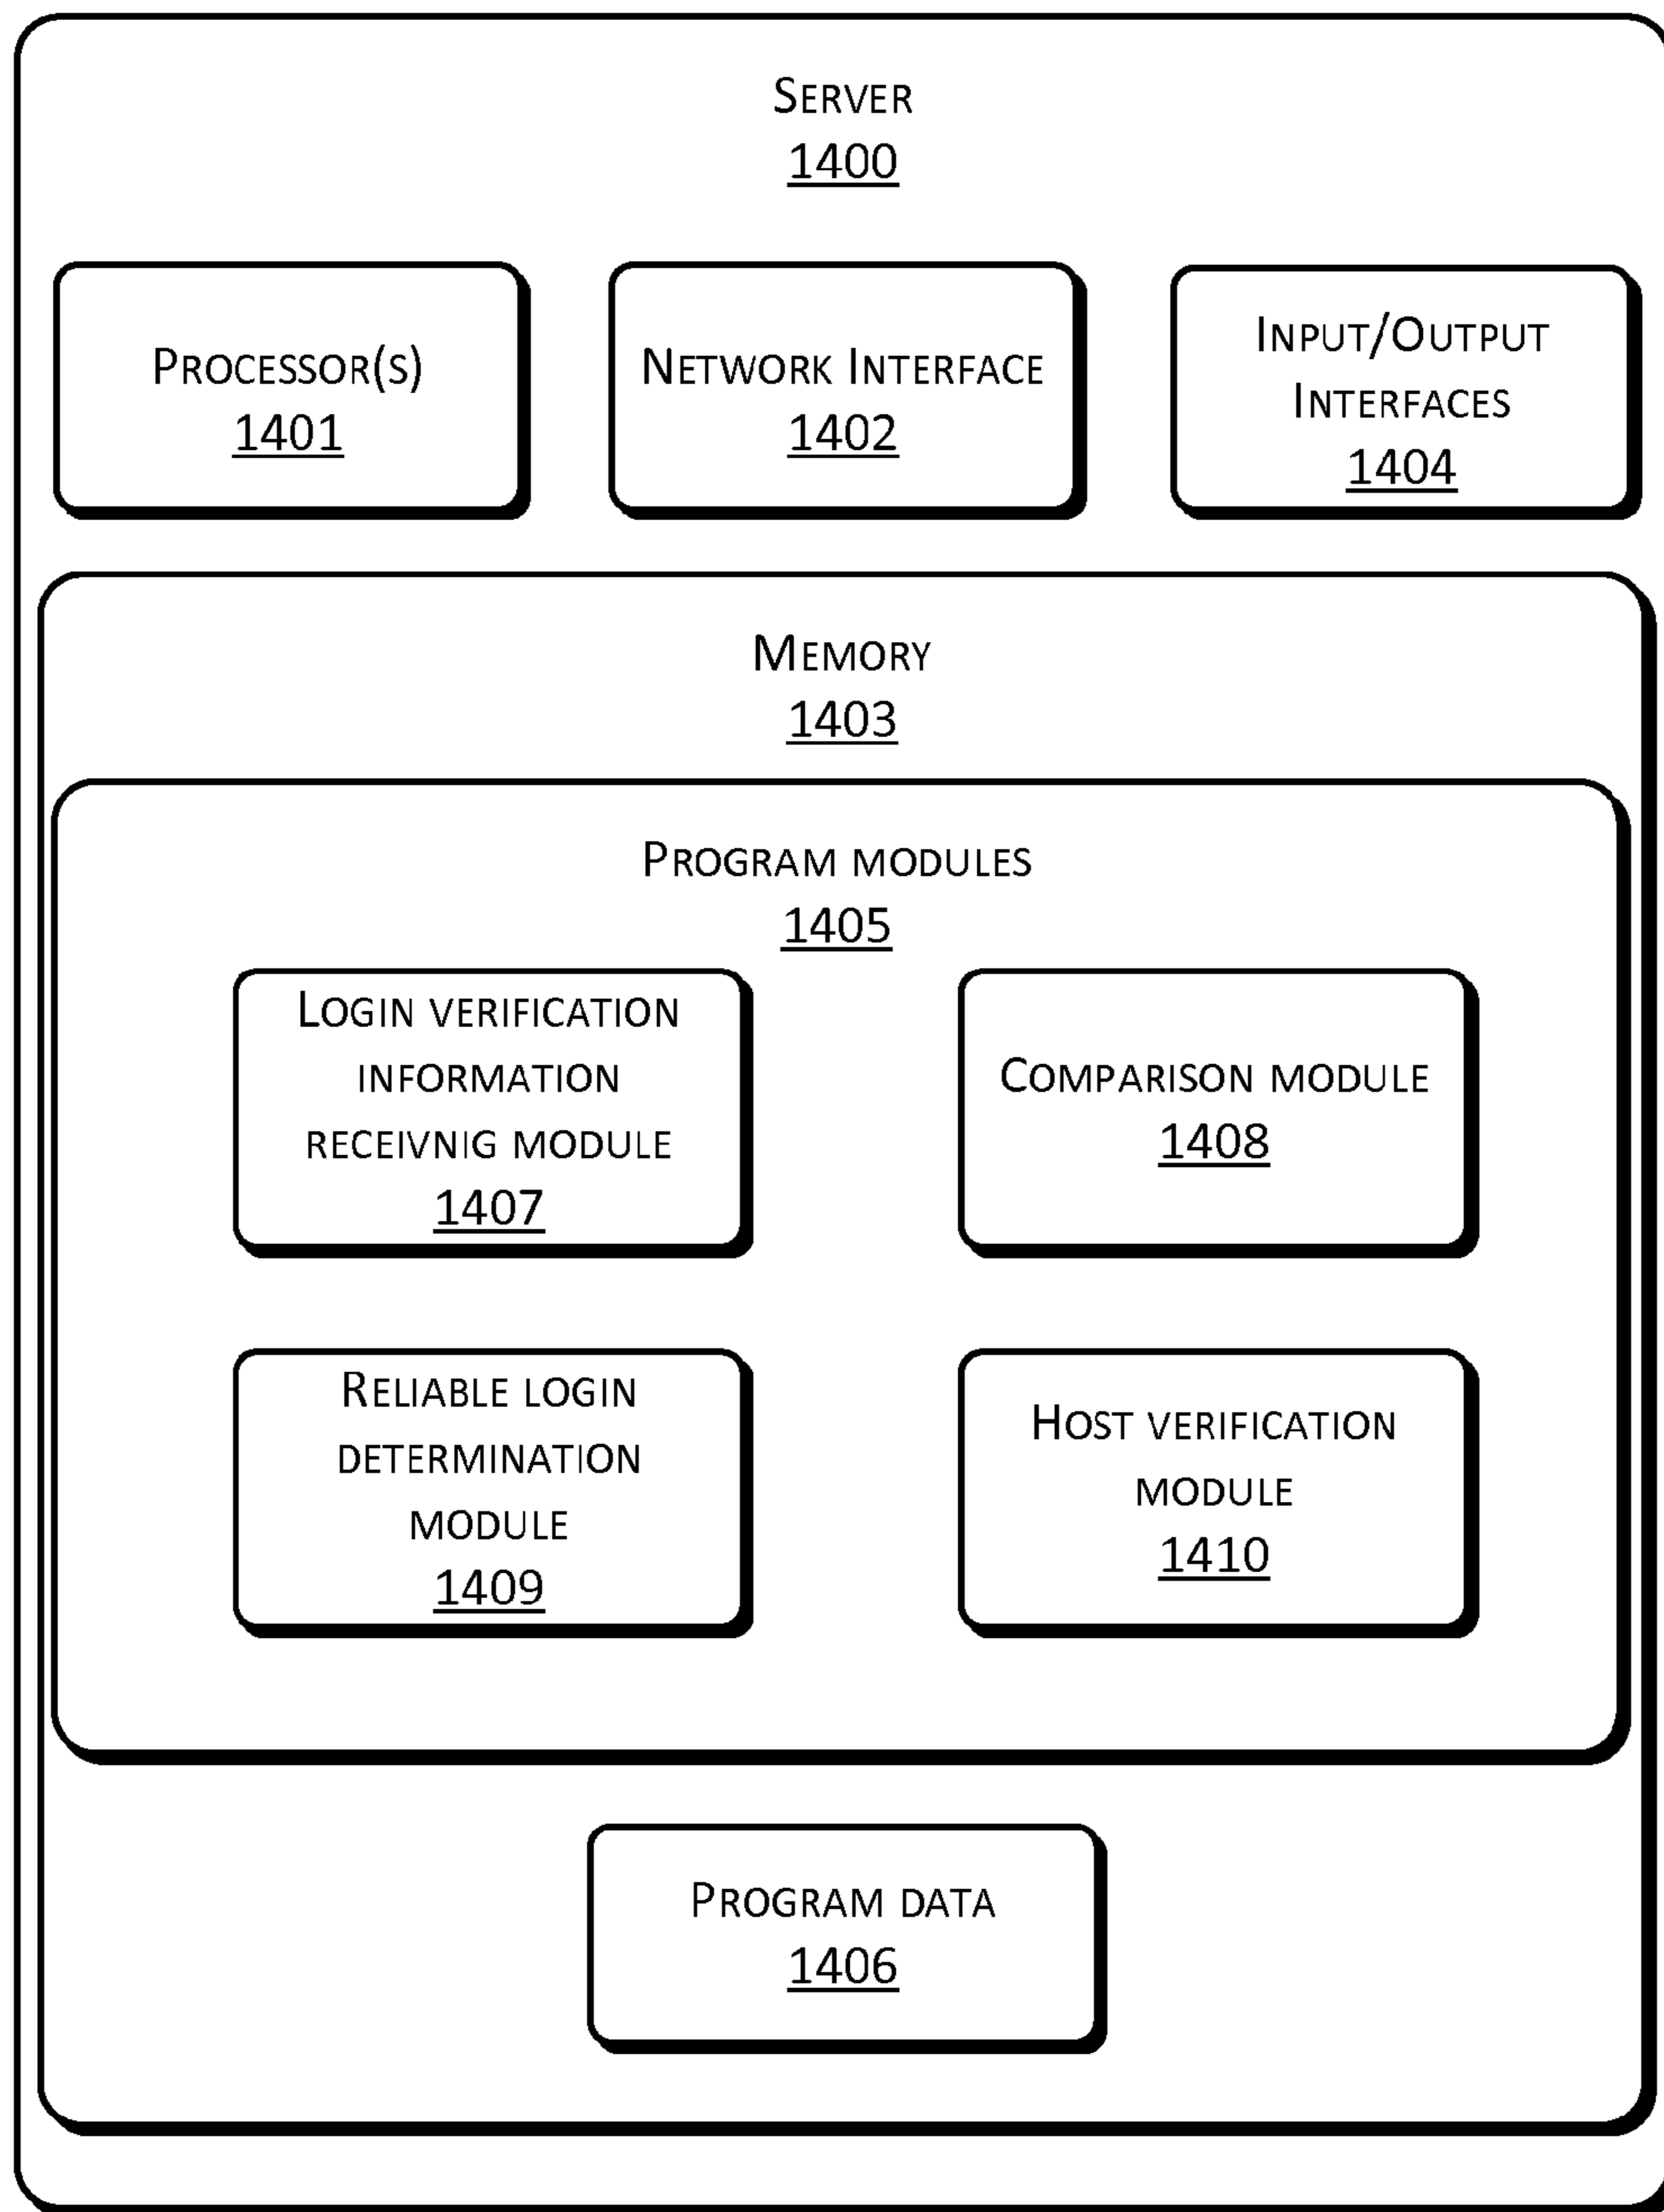 SERVER
1400
PROCESSOR(S)
1401
NETWORK INTERFACE
1402
INPUT/OUTPUT
INTERFACES
1404
MEMORY
1403
PROGRAM MODULES
1405
LOGIN VERIFICATION
INFORMATION
RECEIVNIG MODULE
1407
COMPARISON MODULE
1408
RELIABLE LOGIN
DETERMINATION
MODULE
1409
HOST VERIFICATION
MODULE
1410
PROGRAM DATA
1406